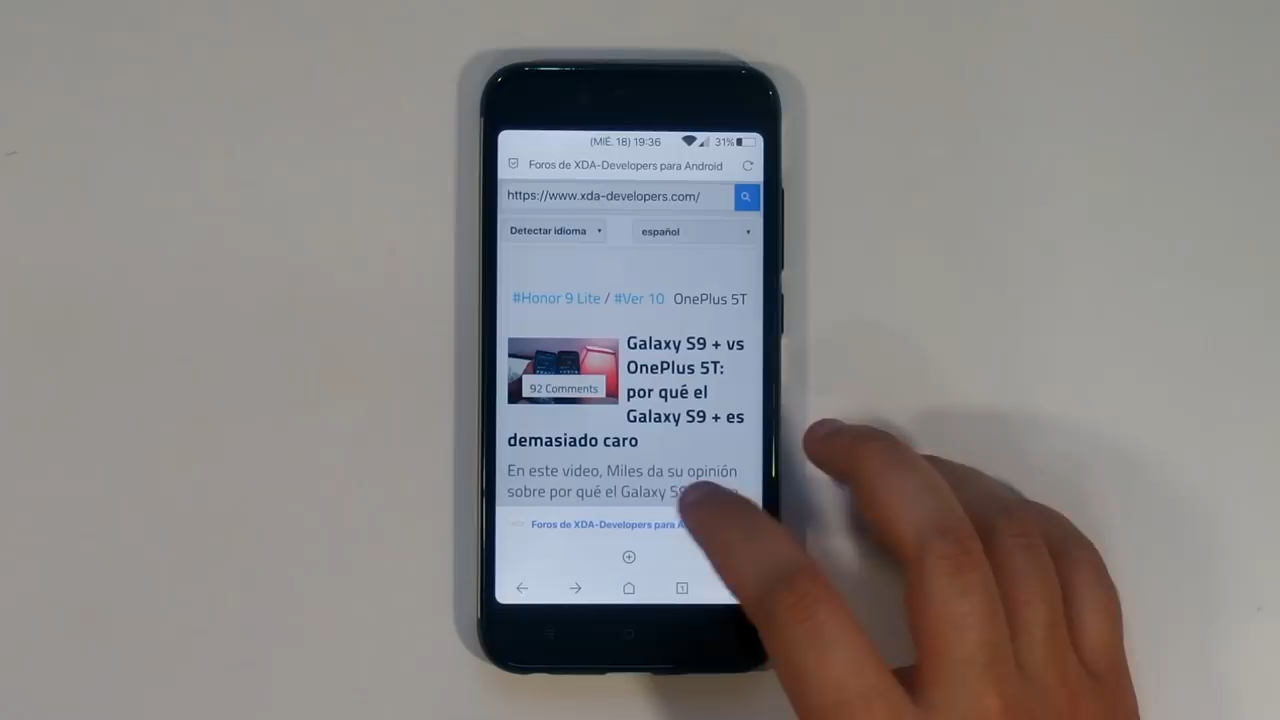 (MIÉ. 18) 19:36 31%
Foros de XDA-Developers para Android
https://www.xda-developers.com/
Detectar idioma español
#Honor 9 Lite / #Ver 10 OnePlus 5T
92 Comments
Galaxy S9 + vs
OnePlus 5T:
por qué el
Galaxy S9 + es
demasiado caro
En este video, Miles da su opinión
sobre por qué el Galaxy
Foros de XDA-Developers para
1